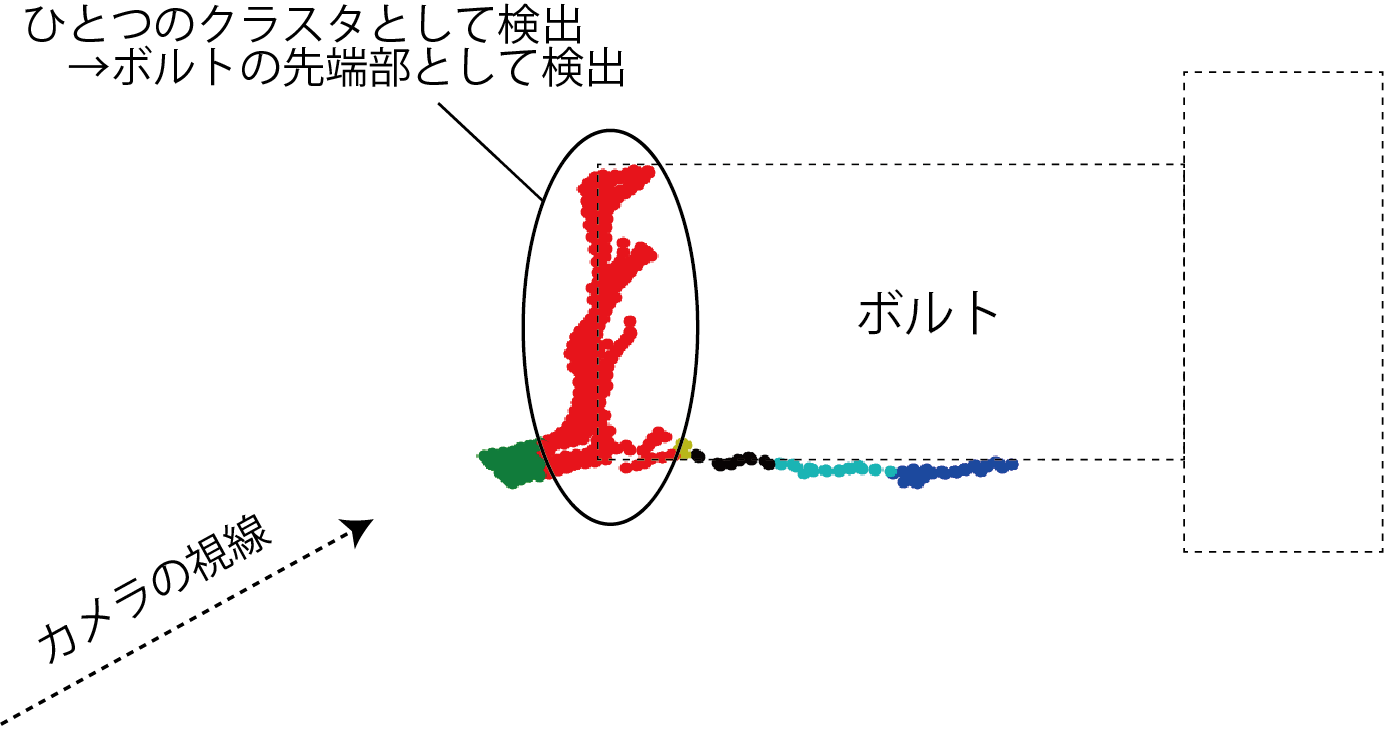 ひとつのクラスタとして検出
→ボルトの先端部として検出
ボルト
カメラの視線